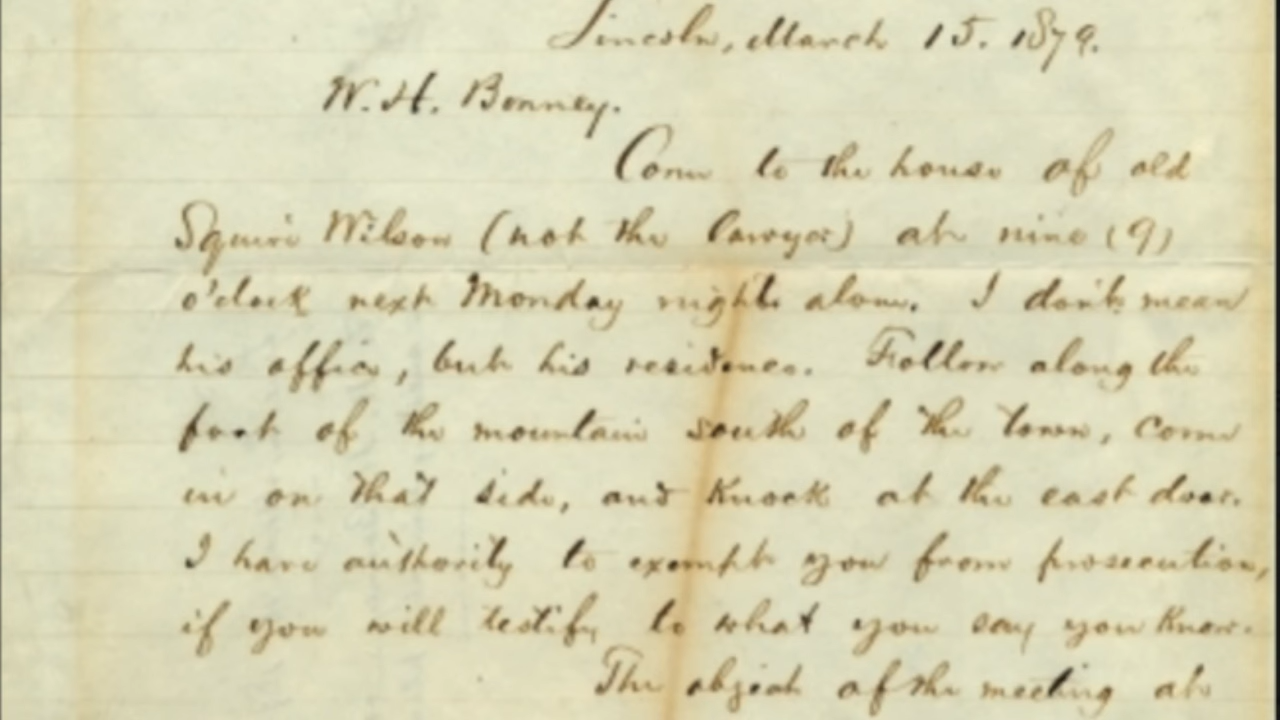 Lincoln, March 15. 1879.
W. H. Bonney.
Come to the house of old
Squire Wilson (not the lawyer) at nine (9)
o'clock next Monday night alone. I don't mean
his office, but his residence. Follow along the
foot of the mountain south of the town, come
in on that side, and knock at the east door.
I have authority to exempt you from prosecution,
if you will testify to what you say you know.
The object of the meeting at